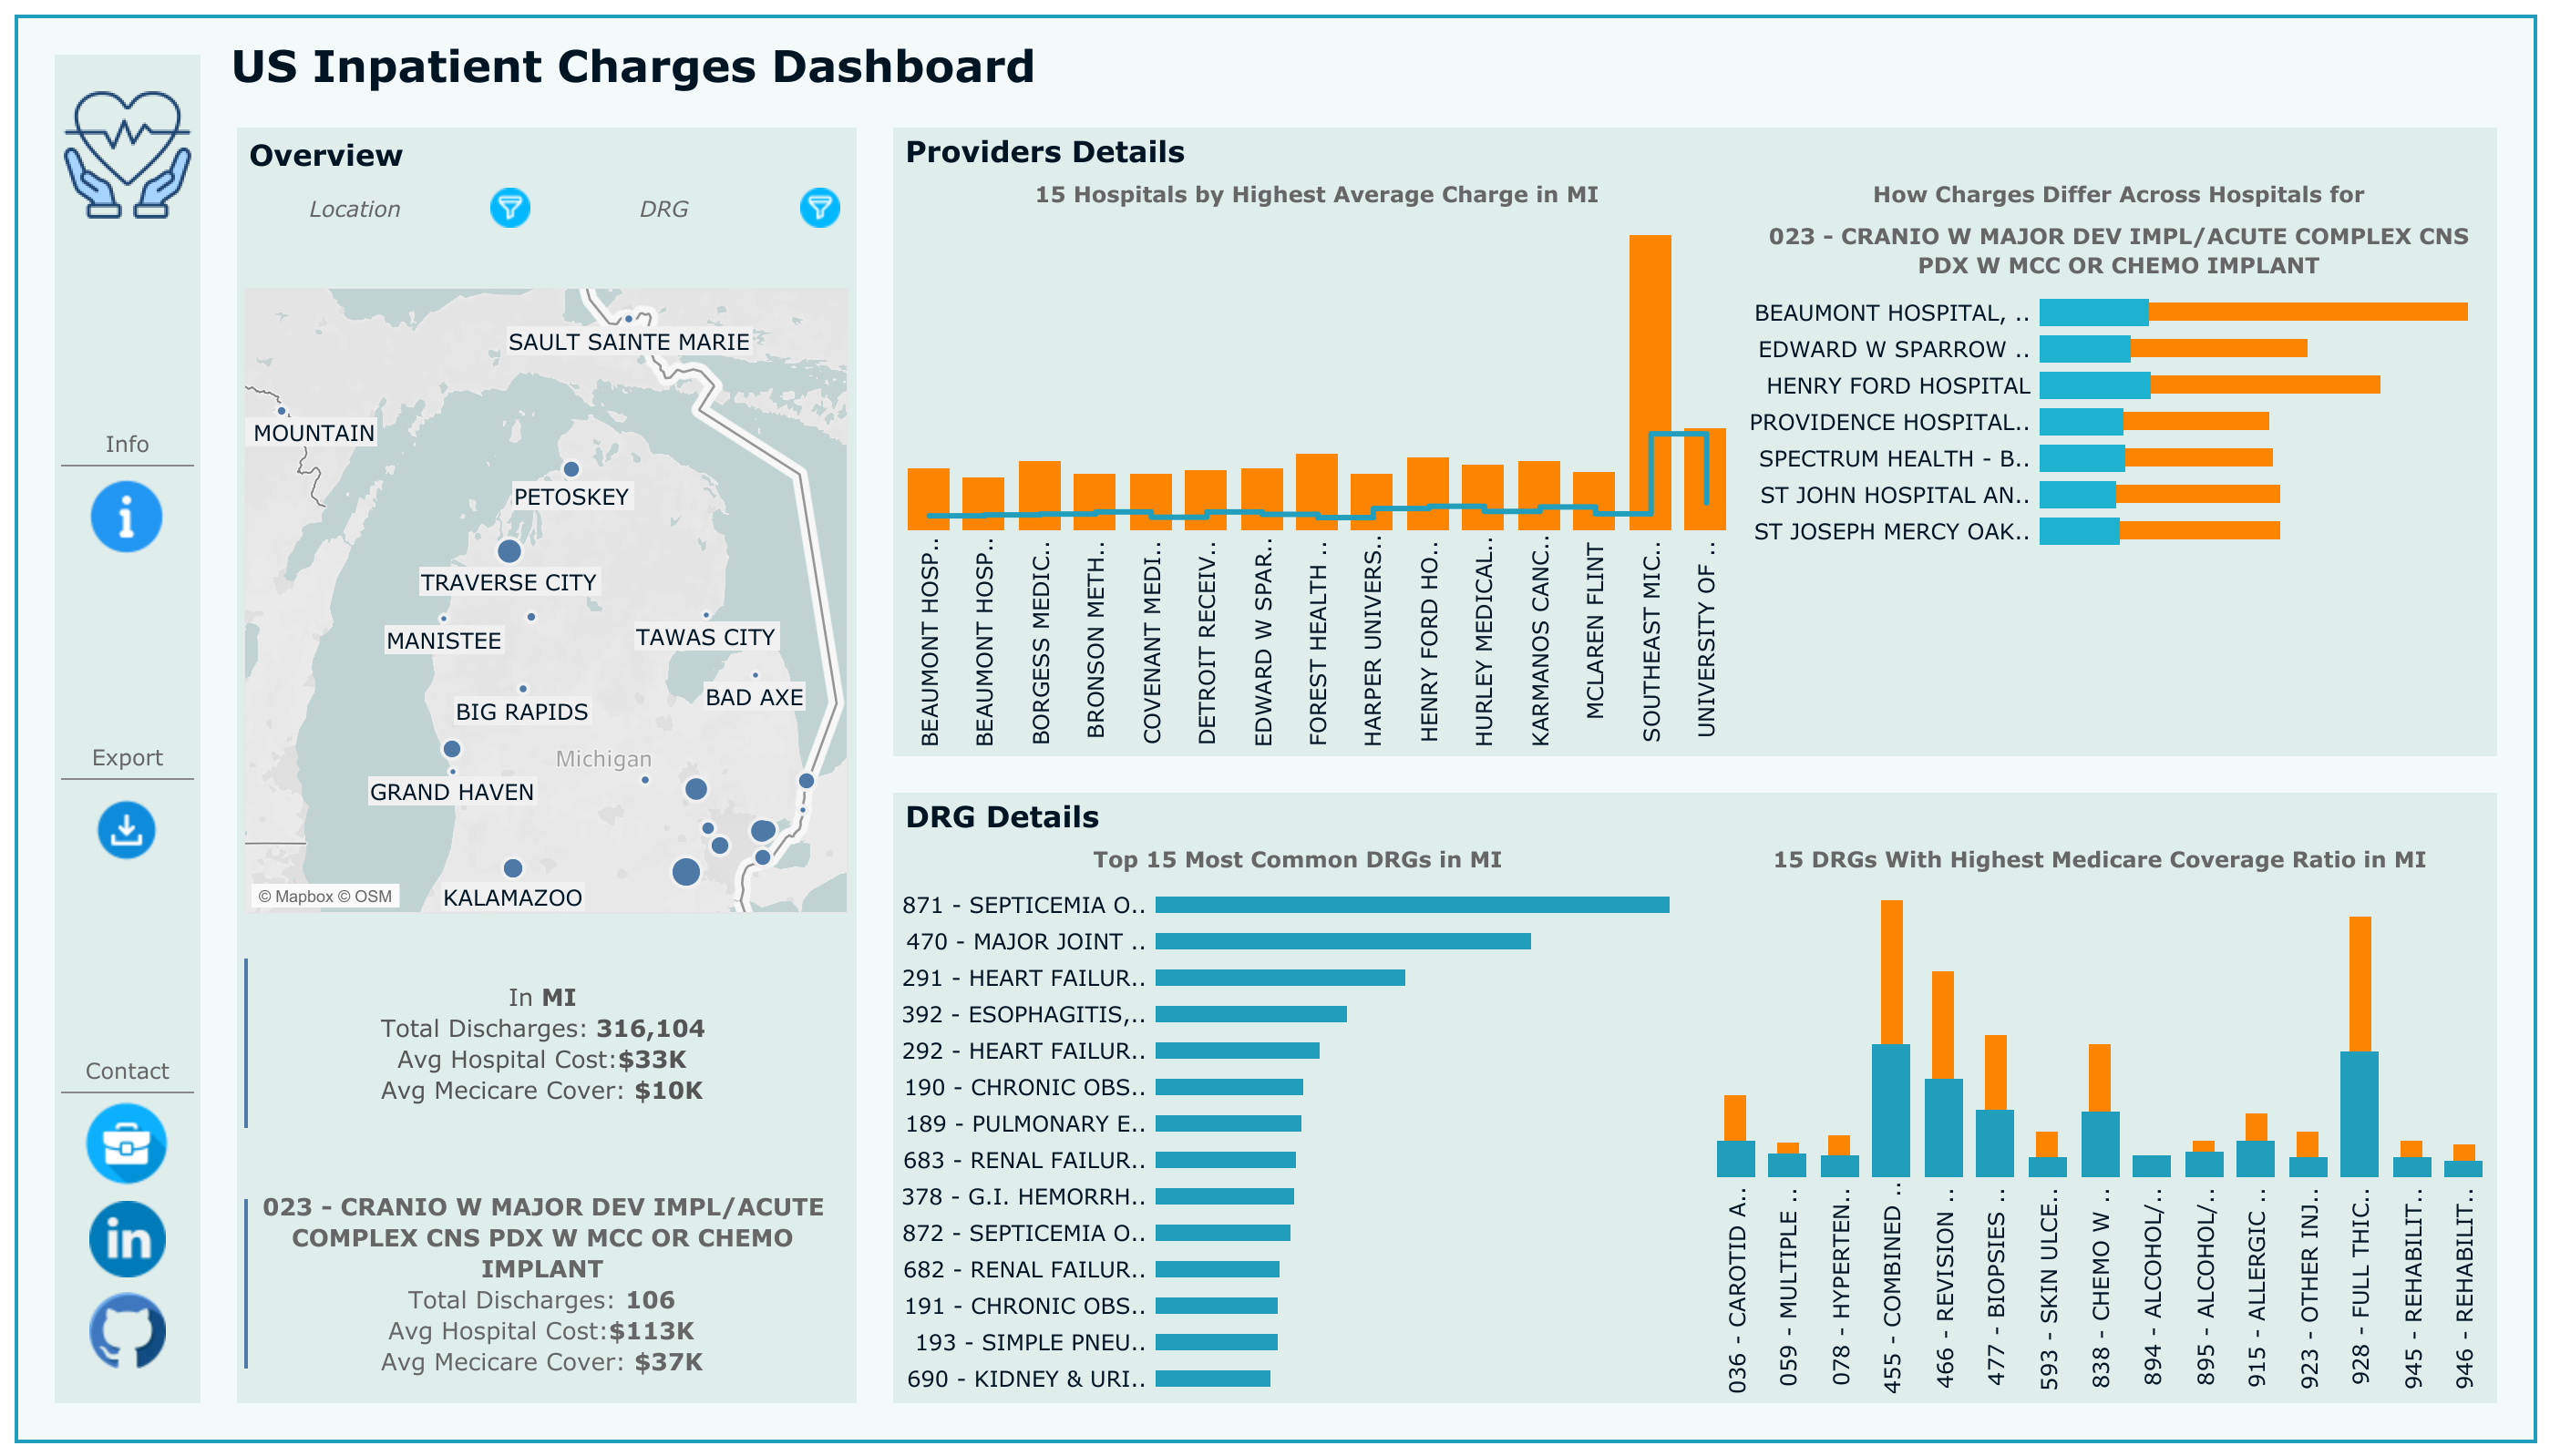 US Inpatient Charges Dashboard
Info
Export
Contact
Overview
Location
DRG
SAULT SAINTE MARIE
MOUNTAIN
PETOSKEY
TRAVERSE CITY
MANISTEE
TAWAS CITY
BAD AXE
BIG RAPIDS
Michigan
GRAND HAVEN
KALAMAZOO
© Mapbox © OSM
In MI
Total Discharges: 316,104
Avg Hospital Cost:$33K
Avg Mecicare Cover: $10K
023 - CRANIO W MAJOR DEV IMPL/ACUTE
COMPLEX CNS PDX W MCC OR CHEMO
IMPLANT
Total Discharges: 106
Avg Hospital Cost:$113K
Avg Mecicare Cover: $37K
Providers Details
15 Hospitals by Highest Average Charge in MI
BEAUMONT HOSP..
BEAUMONT HOSP..
BORGESS MEDIC..
BRONSON METH..
COVENANT MEDI..
DETROIT RECEIV..
EDWARD W SPAR..
FOREST HEALTH ..
HARPER UNIVERS..
HENRY FORD HO..
HURLEY MEDICAL..
KARMANOS CANC..
MCLAREN FLINT
SOUTHEAST MIC..
UNIVERSITY OF ..
How Charges Differ Across Hospitals for
023 - CRANIO W MAJOR DEV IMPL/ACUTE COMPLEX CNS
PDX W MCC OR CHEMO IMPLANT
BEAUMONT HOSPITAL, ..
EDWARD W SPARROW ..
HENRY FORD HOSPITAL
PROVIDENCE HOSPITAL..
SPECTRUM HEALTH - B..
ST JOHN HOSPITAL AN..
ST JOSEPH MERCY OAK..
DRG Details
Top 15 Most Common DRGs in MI
871 - SEPTICEMIA O..
470 - MAJOR JOINT ..
291 - HEART FAILUR..
392 - ESOPHAGITIS,..
292 - HEART FAILUR..
190 - CHRONIC OBS..
189 - PULMONARY E..
683 - RENAL FAILUR..
378 - G.I. HEMORRH..
872 - SEPTICEMIA O..
682 - RENAL FAILUR..
191 - CHRONIC OBS..
193 - SIMPLE PNEU..
690 - KIDNEY & URI..
15 DRGs With Highest Medicare Coverage Ratio in MI
036 - CAROTID A..
059 - MULTIPLE ..
078 - HYPERTEN..
455 - COMBINED ..
466 - REVISION ..
477 - BIOPSIES ..
593 - SKIN ULCE..
838 - CHEMO W ..
894 - ALCOHOL/..
895 - ALCOHOL/..
915 - ALLERGIC ..
923 - OTHER INJ..
928 - FULL THIC..
945 - REHABILIT..
946 - REHABILIT..